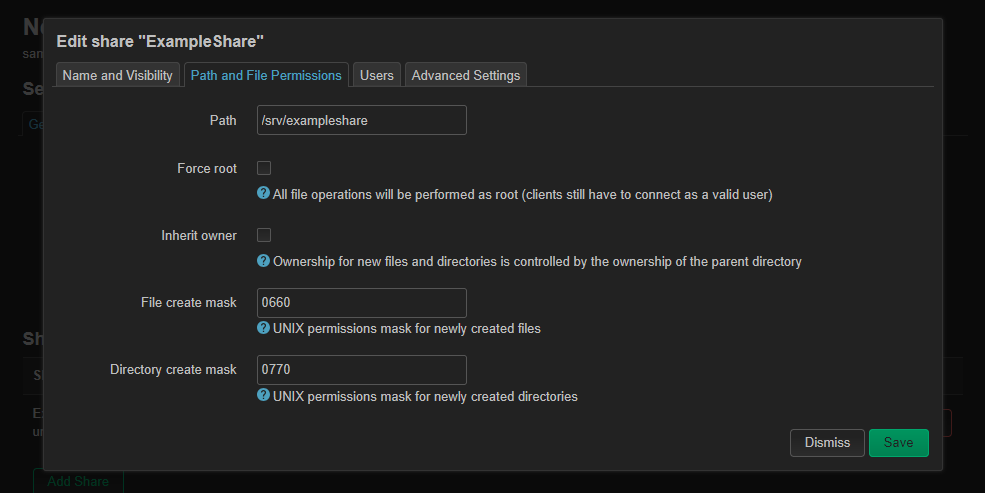 Edit share "ExampleShare"
Name and Visibility Path and File Permissions Users Advanced Settings
Path /srv/exampleshare
Force root
All file operations will be performed as root (clients still have to connect as a valid user)
Inherit owner
Ownership for new files and directories is controlled by the ownership of the parent directory
File create mask 0660
UNIX permissions mask for newly created files
Directory create mask 0770
UNIX permissions mask for newly created directories
Dismiss Save
Add Share